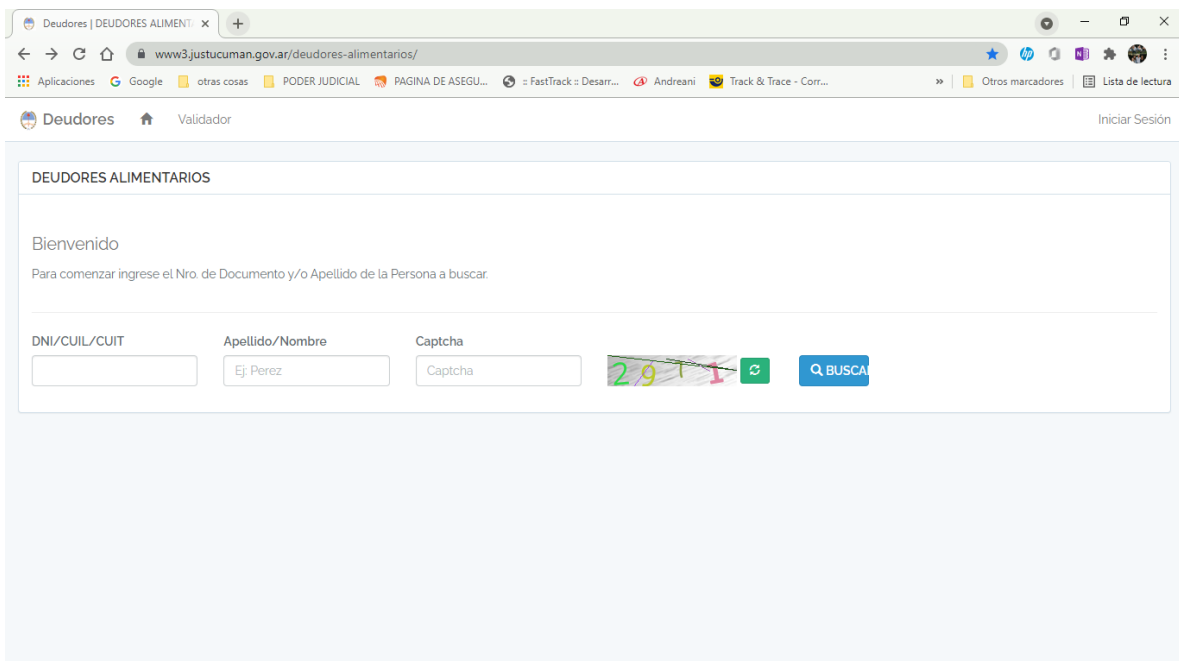 Deudores | DEUDORES ALIMENT
www3.justucuman.gov.ar/deudores-alimentarios/
Aplicaciones Google otras cosas PODER JUDICIAL PAGINA DE ASEGU... :: FastTrack :: Desarr... Andreani Track & Trace - Corr... » Otros marcadores Lista de lectura
Deudores Validador Iniciar Sesión
DEUDORES ALIMENTARIOS
Bienvenido
Para comenzar ingrese el Nro. de Documento y/o Apellido de la Persona a buscar.
DNI/CUIL/CUIT Apellido/Nombre Captcha
Ej: Perez Captcha BUSCA